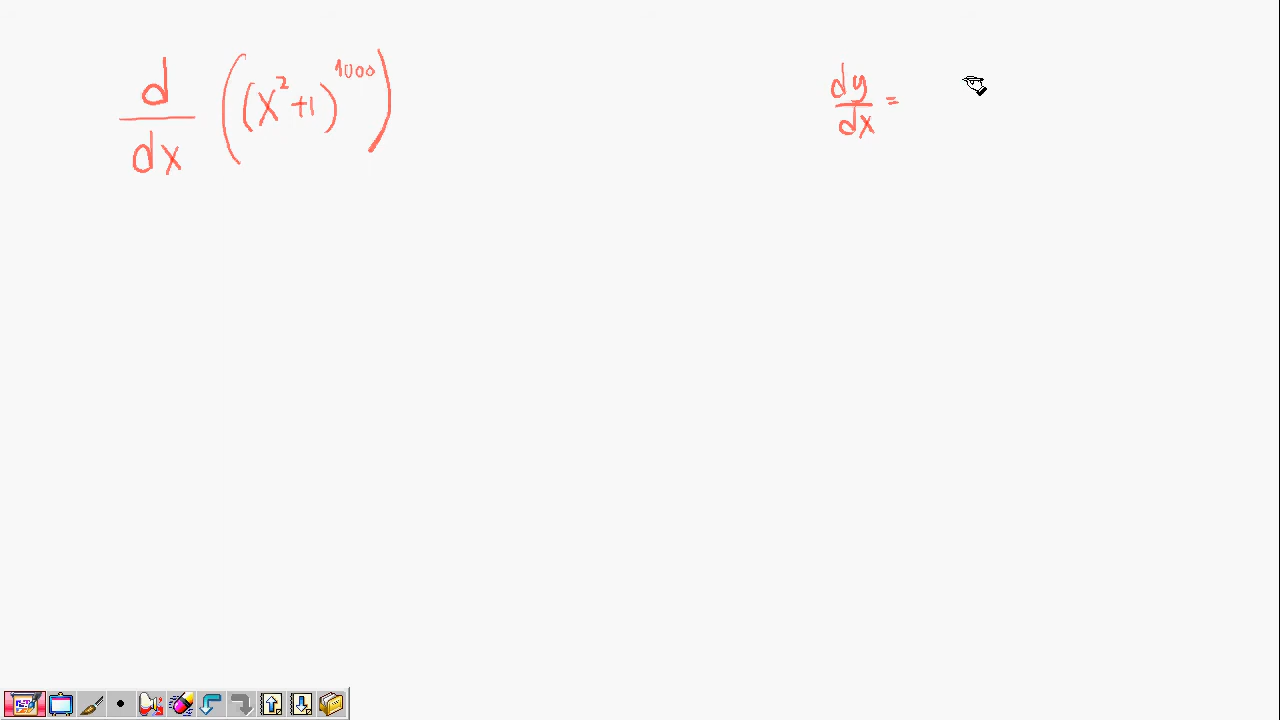 d/dx ((x²+1)¹⁰⁰⁰)
dy/dx =